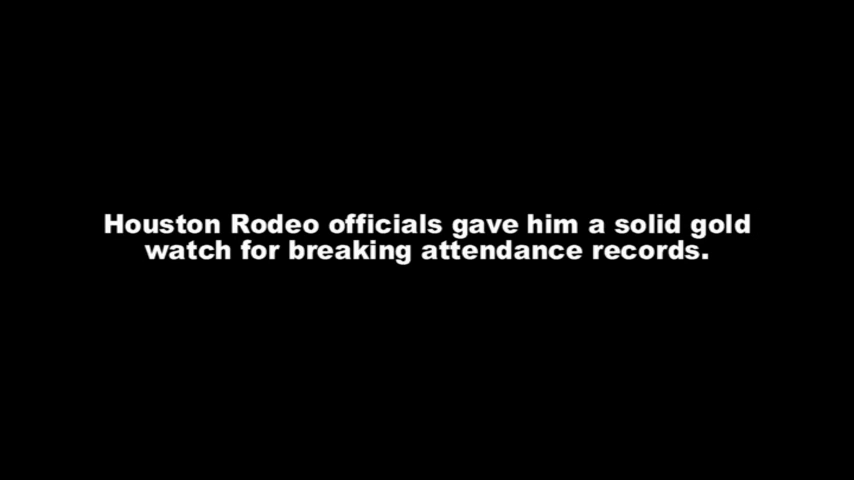 Houston Rodeo officials gave him a solid gold
watch for breaking attendance records.